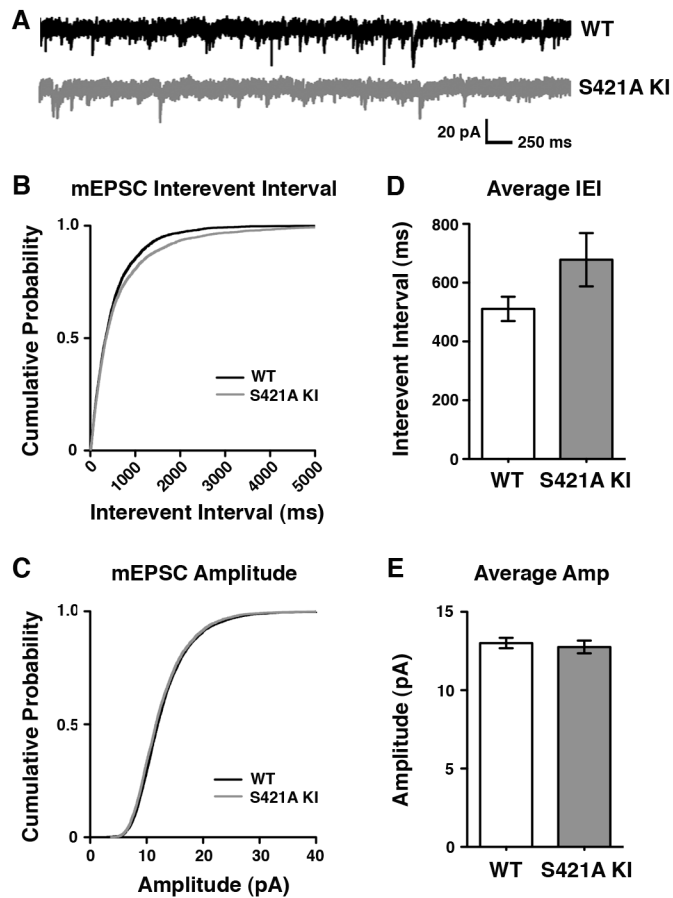 A
WT
S421A KI
20 pA
250 ms
B
mEPSC Interevent Interval
Cumulative Probability
1.0
0.5
0
WT
S421A KI
0 1000 2000 3000 4000 5000
Interevent Interval (ms)
D
Average IEI
Interevent Interval (ms)
800
600
400
200
0
WT S421A KI
C
mEPSC Amplitude
Cumulative Probability
1.0
0.5
0
WT
S421A KI
0 10 20 30 40
Amplitude (pA)
E
Average Amp
Amplitude (pA)
15
10
5
0
WT S421A KI